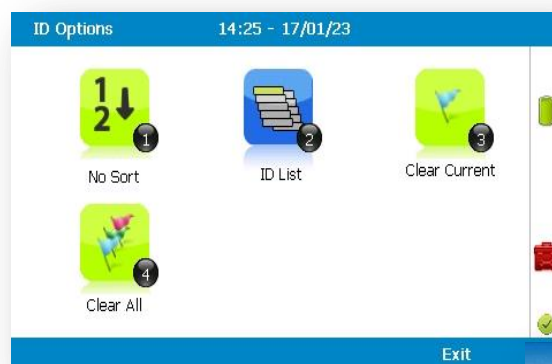 ID Options 14:25 - 17/01/23
1
2
1
2
3
No Sort ID List Clear Current
4
Clear All
Exit